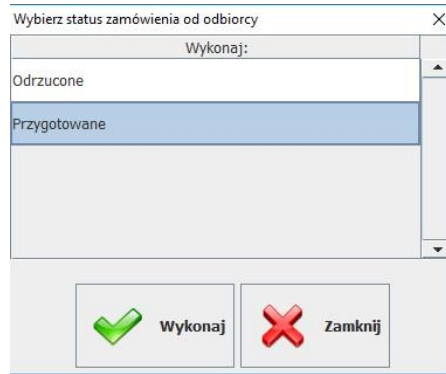 Wybierz status zamówienia od odbiorcy
Wykonaj:
Odrzucone
Przygotowane
Wykonaj
Zamknij